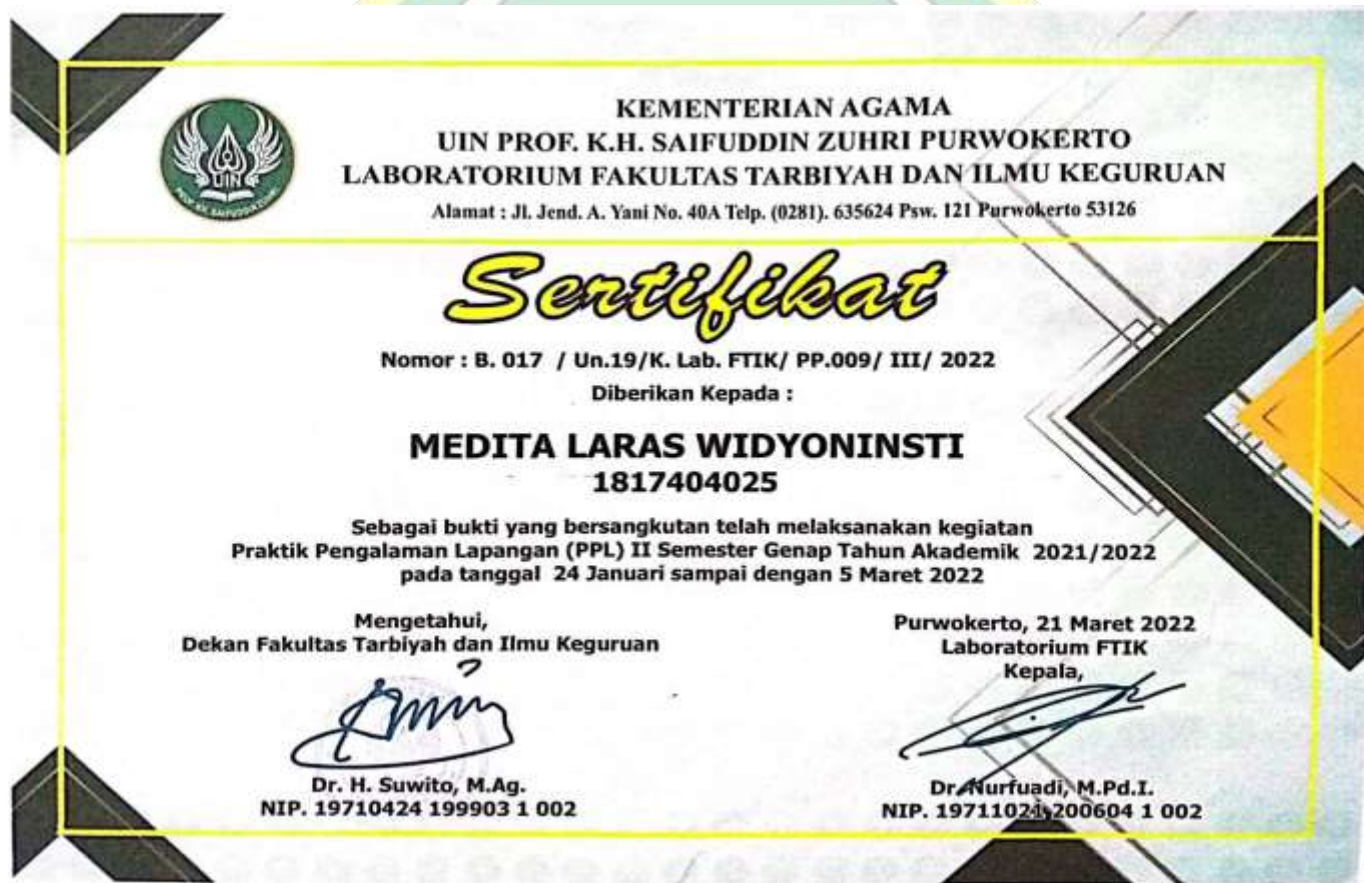 KEMENTERIAN AGAMA
UIN PROF. K.H. SAIFUDDIN ZUHRI PURWOKERTO
LABORATORIUM FAKULTAS TARBIYAH DAN ILMU KEGURUAN
Alamat : Jl. Jend. A. Yani No. 40A Telp. (0281). 635624 Psw. 121 Purwokerto 53126
UIN
PROF. K.H. SAIFUDDIN ZUHRI
Sertifikat
Nomor : B. 017 / Un.19/K. Lab. FTIK/ PP.009/ III/ 2022
Diberikan Kepada :
MEDITA LARAS WIDYONINSTI
1817404025
Sebagai bukti yang bersangkutan telah melaksanakan kegiatan
Praktik Pengalaman Lapangan (PPL) II Semester Genap Tahun Akademik 2021/2022
pada tanggal 24 Januari sampai dengan 5 Maret 2022
Mengetahui,
Dekan Fakultas Tarbiyah dan Ilmu Keguruan
Dr. H. Suwito, M.Ag.
NIP. 19710424 199903 1 002
Purwokerto, 21 Maret 2022
Laboratorium FTIK
Kepala,
Dr. Nurfuadi, M.Pd.I.
NIP. 19711021 200604 1 002